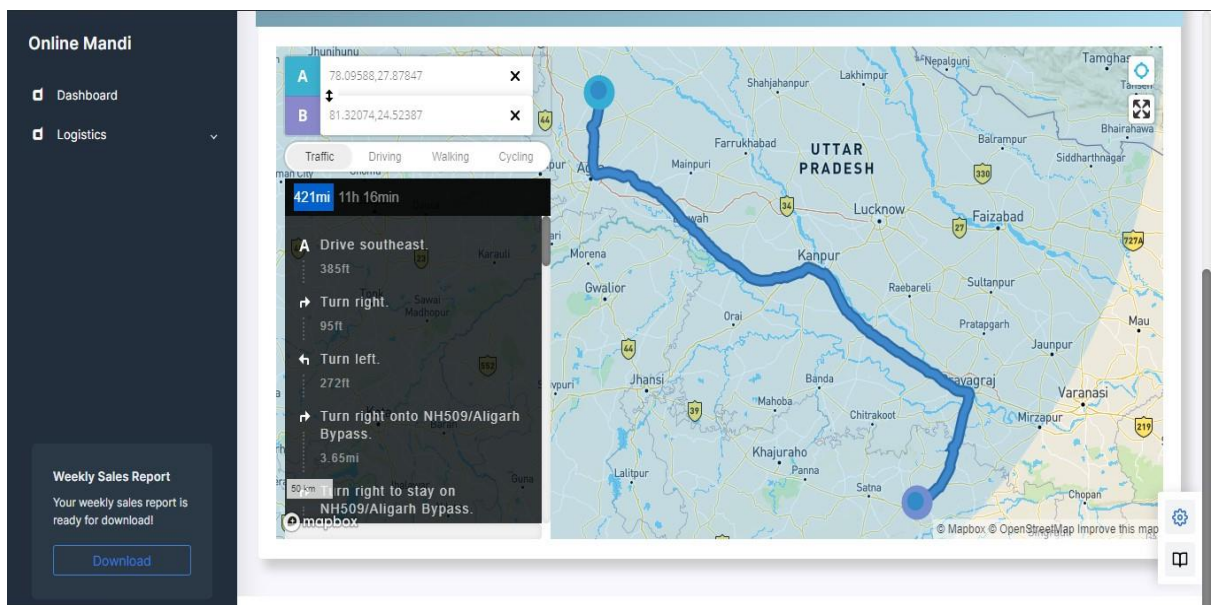 Online Mandi
Dashboard
Logistics
Weekly Sales Report
Your weekly sales report is
ready for download!
Download
A 78.09588,27.87847
B 81.32074,24.52387
Traffic Driving Walking Cycling
421mi 11h 16min
A Drive southeast.
385ft
Turn right.
95ft
Turn left.
272ft
Turn right onto NH509/Aligarh
Bypass.
3.65mi
Turn right to stay on
NH509/Aligarh Bypass.
50 km
mapbox
Jhunjhunu
Nepalgunj
Shahjahanpur
Lakhimpur
Farrukhabad
UTTAR
PRADESH
Balrampur
Bhairahawa
Siddharthnagar
Mainpuri
44
330
34
Lucknow
Faizabad
27
727A
Morena
Karauli
23
Kanpur
Gwalior
Raebareli
Sultanpur
Sawai
Madhopur
Orai
Pratapgarh
Mau
44
Jaunpur
552
Jhansi
Banda
Varanasi
39
Mahoba
Chitrakoot
Mirzapur
219
Khajuraho
Panna
Lalitpur
Guna
Satna
Chopan
© Mapbox © OpenStreetMap Improve this map